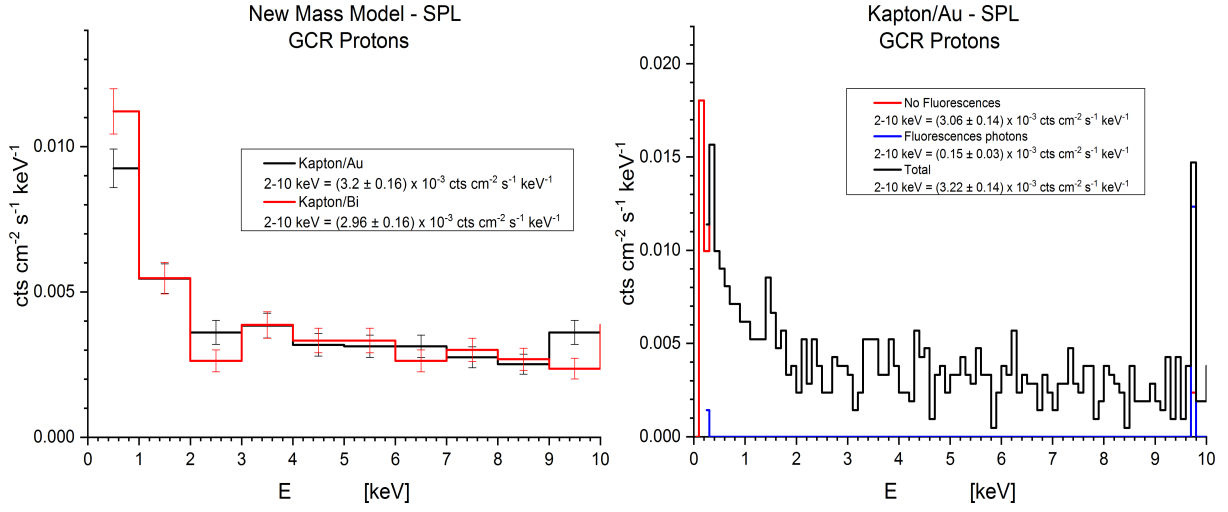 New Mass Model - SPL
GCR Protons
cts cm⁻² s⁻¹ keV⁻¹
0.010
0.005
0.000
Kapton/Au
2-10 keV = (3.2 ± 0.16) x 10⁻³ cts cm⁻² s⁻¹ keV⁻¹
Kapton/Bi
2-10 keV = (2.96 ± 0.16) x 10⁻³ cts cm⁻² s⁻¹ keV⁻¹
0 1 2 3 4 5 6 7 8 9 10
E [keV]
Kapton/Au - SPL
GCR Protons
cts cm⁻² s⁻¹ keV⁻¹
0.020
0.015
0.010
0.005
0.000
No Fluorescences
2-10 keV = (3.06 ± 0.14) x 10⁻³ cts cm⁻² s⁻¹ keV⁻¹
Fluorescences photons
2-10 keV = (0.15 ± 0.03) x 10⁻³ cts cm⁻² s⁻¹ keV⁻¹
Total
2-10 keV = (3.22 ± 0.14) x 10⁻³ cts cm⁻² s⁻¹ keV⁻¹
0 1 2 3 4 5 6 7 8 9 10
E [keV]